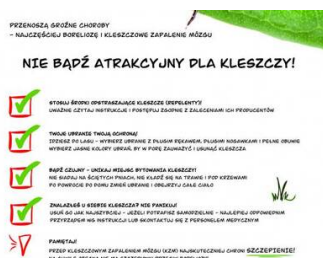 PRZENOSZĄ GROŹNE CHOROBY
– NAJCZĘŚCIEJ BORELIOZĘ I KLESZCZOWE ZAPALENIE MÓZGU
NIE BĄDŹ ATRAKCYJNY DLA KLESZCZY!
STOSUJ ŚRODKI ODSTRASZAJĄCE KLESZCZE (REPELENTY)!
UWAŻNIE CZYTAJ INSTRUKCJE I POSTĘPUJ ZGODNIE Z ZALECENIAMI ICH PRODUCENTÓW
TWOJE UBRANIE TWOJĄ OCHRONĄ!
IDZIESZ DO LASU – WYBIERZ UBRANIE Z DŁUGIM RĘKAWEM, DŁUGIMI NOGAWKAMI I PEŁNE OBUWIE
WYBIERZ JASNE KOLORY UBRAŃ, BY W PORĘ ZAUWAŻYĆ I USUNĄĆ KLESZCZA
BĄDŹ CZUJNY – UNIKAJ MIEJSC BYTOWANIA KLESZCZY!
NIE SIADAJ NA ŚCIĘTYCH PNIACH, NIE KŁADŹ SIĘ NA TRAWIE I POD KRZEWAMI
PO POWROCIE DO DOMU ZMIEŃ UBRANIE I OBEJRZYJ CAŁE CIAŁO
ZNALAZŁEŚ U SIEBIE KLESZCZA? NIE PANIKUJ!
USUŃ GO JAK NAJSZYBCIEJ – JEŻELI POTRAFISZ SAMODZIELNIE – NAJLEPIEJ ODPOWIEDNIM
PRZYRZĄDEM WG INSTRUKCJI LUB SKONTAKTUJ SIĘ Z PERSONELEM MEDYCZNYM
PAMIĘTAJ!
PRZED KLESZCZOWYM ZAPALENIEM MÓZGU (KZM) NAJSKUTECZNIEJ CHRONI SZCZEPIENIE!